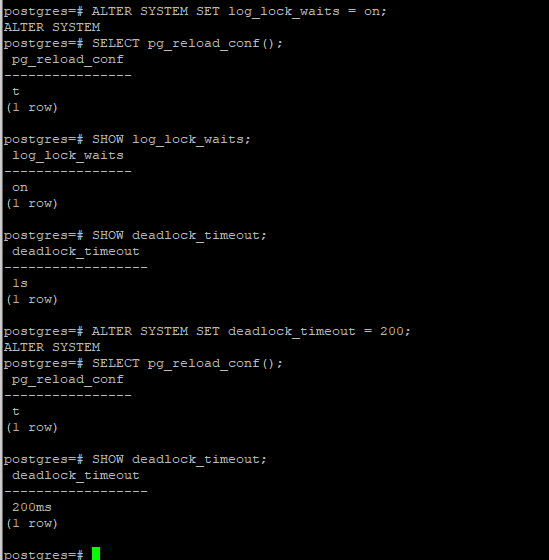 postgres=# ALTER SYSTEM SET log_lock_waits = on;
ALTER SYSTEM
postgres=# SELECT pg_reload_conf();
 pg_reload_conf
----------------
 t
(1 row)

postgres=# SHOW log_lock_waits;
 log_lock_waits
----------------
 on
(1 row)

postgres=# SHOW deadlock_timeout;
 deadlock_timeout
------------------
 1s
(1 row)

postgres=# ALTER SYSTEM SET deadlock_timeout = 200;
ALTER SYSTEM
postgres=# SELECT pg_reload_conf();
 pg_reload_conf
----------------
 t
(1 row)

postgres=# SHOW deadlock_timeout;
 deadlock_timeout
------------------
 200ms
(1 row)

postgres=#